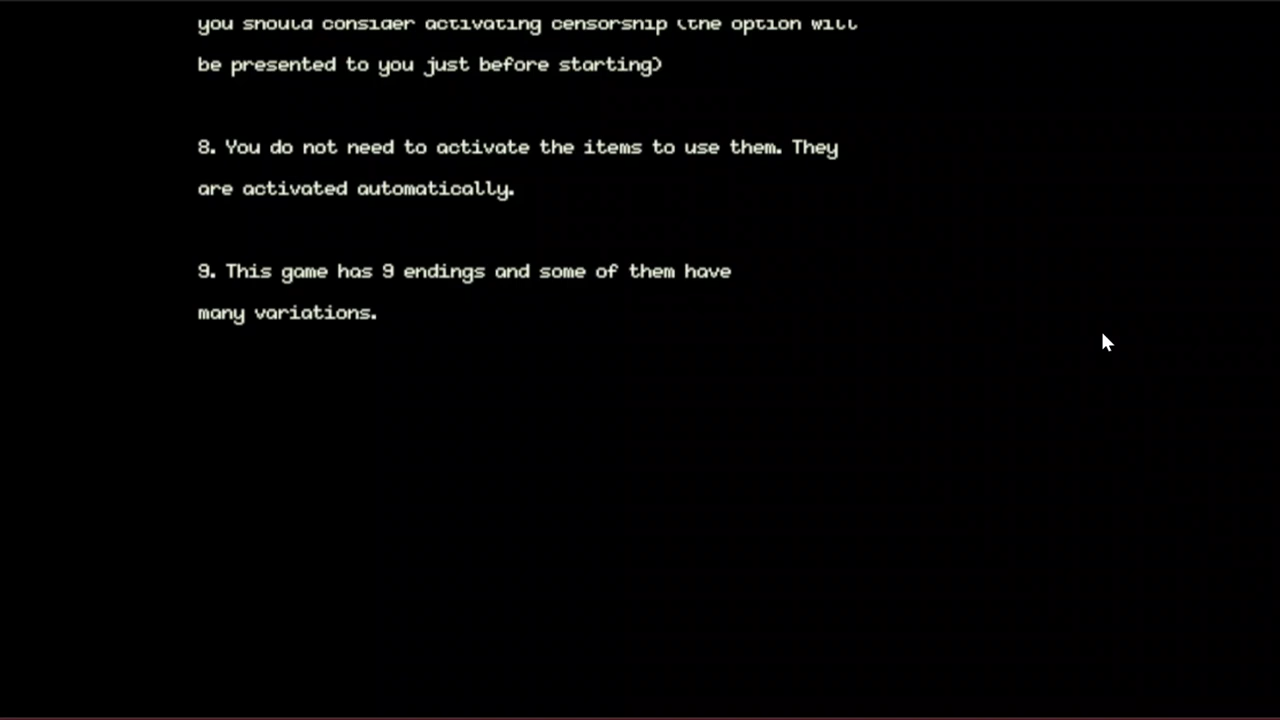 you should consider activating censorship (the option will
be presented to you just before starting)
8. You do not need to activate the items to use them. They
are activated automatically.
9. This game has 9 endings and some of them have
many variations.